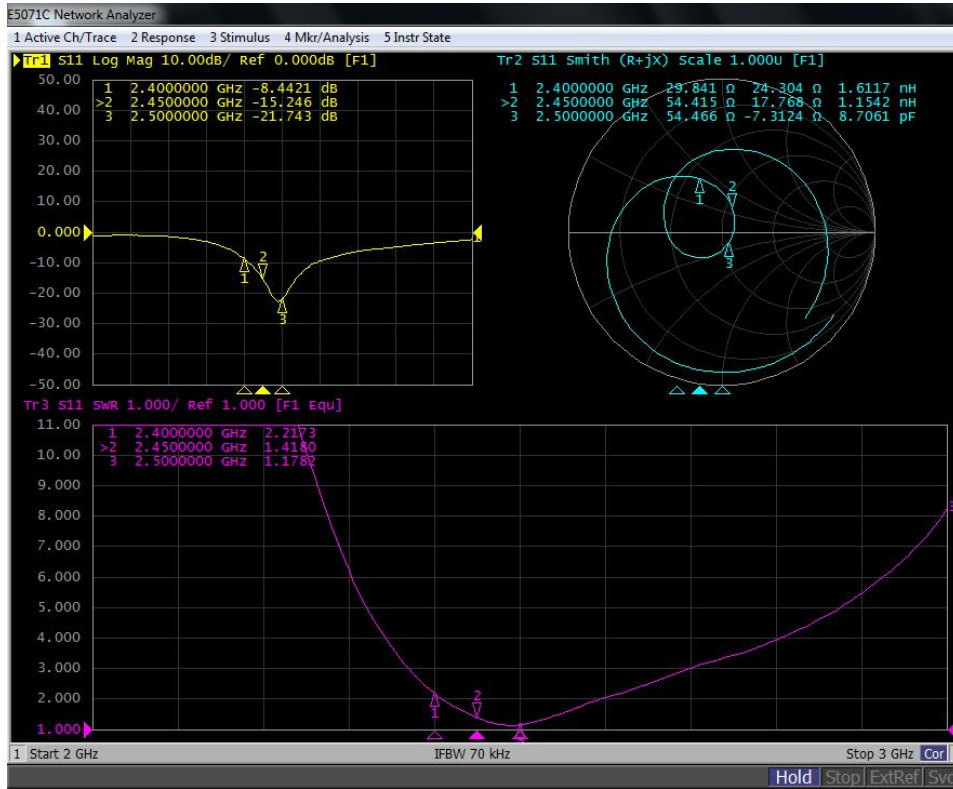 E5071C Network Analyzer
1 Active Ch/Trace 2 Response 3 Stimulus 4 Mkr/Analysis 5 Instr State
Tr1 S11 Log Mag 10.00dB/ Ref 0.000dB [F1]
50.00
1 2.4000000 GHz -8.4421 dB
>2 2.4500000 GHz -15.246 dB
3 2.5000000 GHz -21.743 dB
40.00
30.00
20.00
10.00
0.000
-10.00
-20.00
-30.00
-40.00
-50.00
1
2
3
Tr2 S11 Smith (R+jX) Scale 1.000U [F1]
1 2.4000000 GHz 29.841 Ω 24.304 Ω 1.6117 nH
>2 2.4500000 GHz 54.415 Ω 17.768 Ω 1.1542 nH
3 2.5000000 GHz 54.466 Ω -7.3124 Ω 8.7061 pF
1
2
3
Tr3 S11 SWR 1.000/ Ref 1.000 [F1 Equ]
11.00
1 2.4000000 GHz 2.2173
>2 2.4500000 GHz 1.4180
3 2.5000000 GHz 1.1782
10.00
9.000
8.000
7.000
6.000
5.000
4.000
3.000
2.000
1.000
1
2
1 Start 2 GHz IFBW 70 kHz Stop 3 GHz Cor
Hold Stop ExtRef